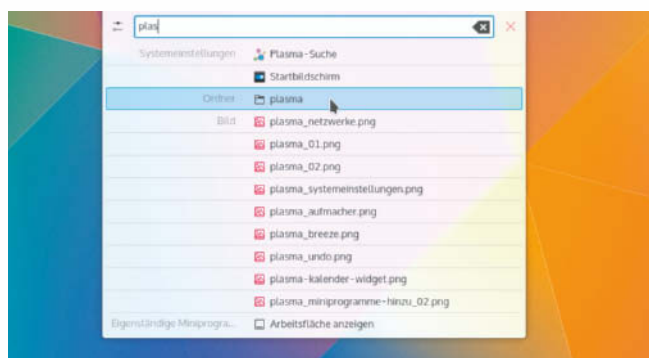 plas
Systemeinstellungen Plasma-Suche
Startbildschirm
Ordner plasma
Bild plasma_netzwerke.png
plasma_01.png
plasma_02.png
plasma_systemeinstellungen.png
plasma_aufmacher.png
plasma_breeze.png
plasma_undo.png
plasma-kalender-widget.png
plasma_miniprogramme-hinzu_02.png
Eigenständige Miniprogra... Arbeitsfläche anzeigen